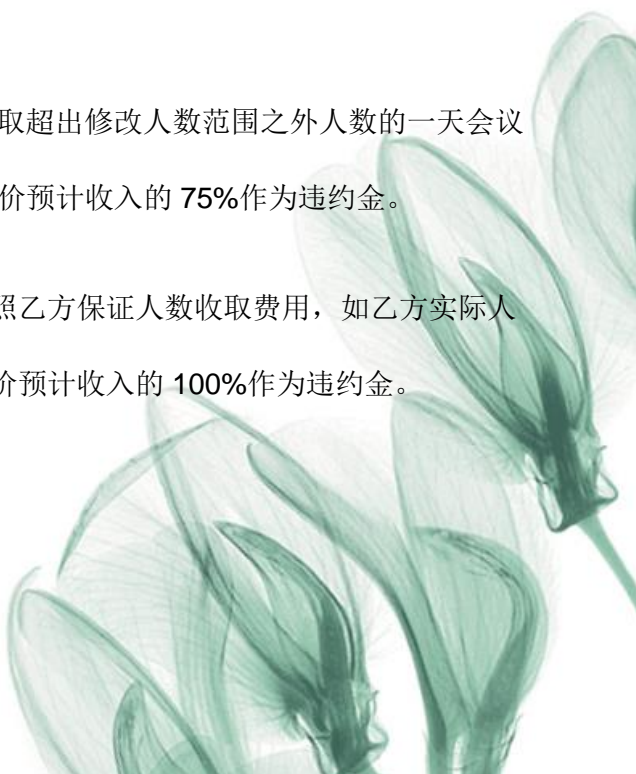 取超出修改人数范围之外人数的一天会议
价预计收入的 75%作为违约金。
照乙方保证人数收取费用，如乙方实际人
价预计收入的 100%作为违约金。